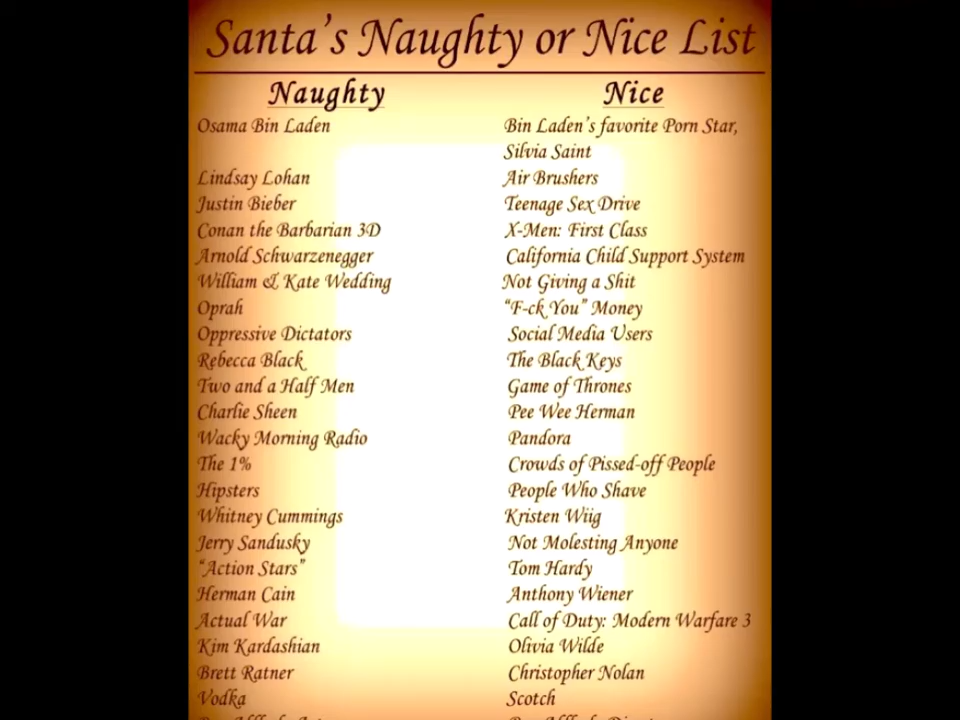 Santa's Naughty or Nice List
Naughty Nice
Osama Bin Laden Bin Laden's favorite Porn Star,
Silvia Saint
Lindsay Lohan Air Brushers
Justin Bieber Teenage Sex Drive
Conan the Barbarian 3D X-Men: First Class
Arnold Schwarzenegger California Child Support System
William & Kate Wedding Not Giving a Shit
Oprah "F-ck You" Money
Oppressive Dictators Social Media Users
Rebecca Black The Black Keys
Two and a Half Men Game of Thrones
Charlie Sheen Pee Wee Herman
Wacky Morning Radio Pandora
The 1% Crowds of Pissed-off People
Hipsters People Who Shave
Whitney Cummings Kristen Wiig
Jerry Sandusky Not Molesting Anyone
"Action Stars" Tom Hardy
Herman Cain Anthony Wiener
Actual War Call of Duty: Modern Warfare 3
Kim Kardashian Olivia Wilde
Brett Ratner Christopher Nolan
Vodka Scotch